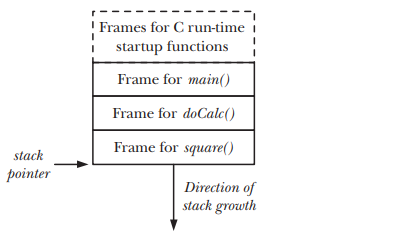 Frames for C run-time
startup functions
Frame for main()
Frame for doCalc()
Frame for square()
stack
pointer
Direction of
stack growth